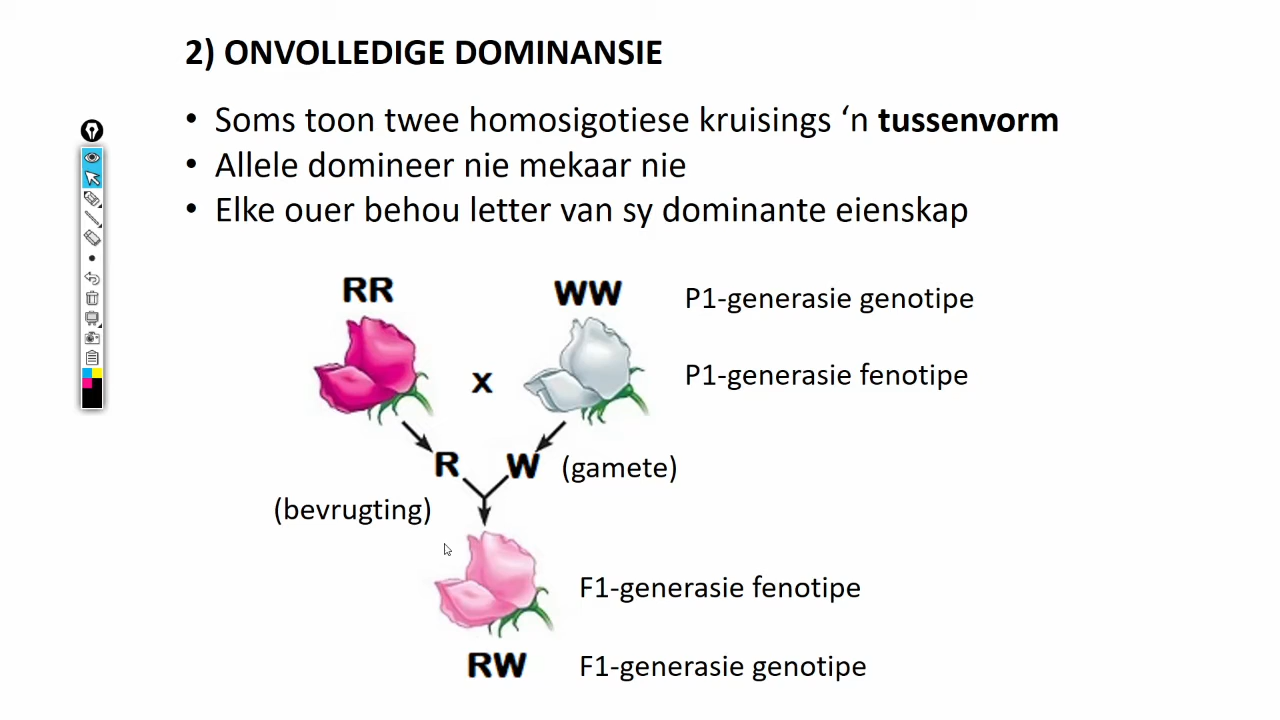 2) ONVOLLEDIGE DOMINANSIE
• Soms toon twee homosigotiese kruisings ‘n tussenvorm
• Allele domineer nie mekaar nie
• Elke ouer behou letter van sy dominante eienskap
RR WW P1-generasie genotipe
x P1-generasie fenotipe
R W (gamete)
(bevrugting)
F1-generasie fenotipe
RW F1-generasie genotipe